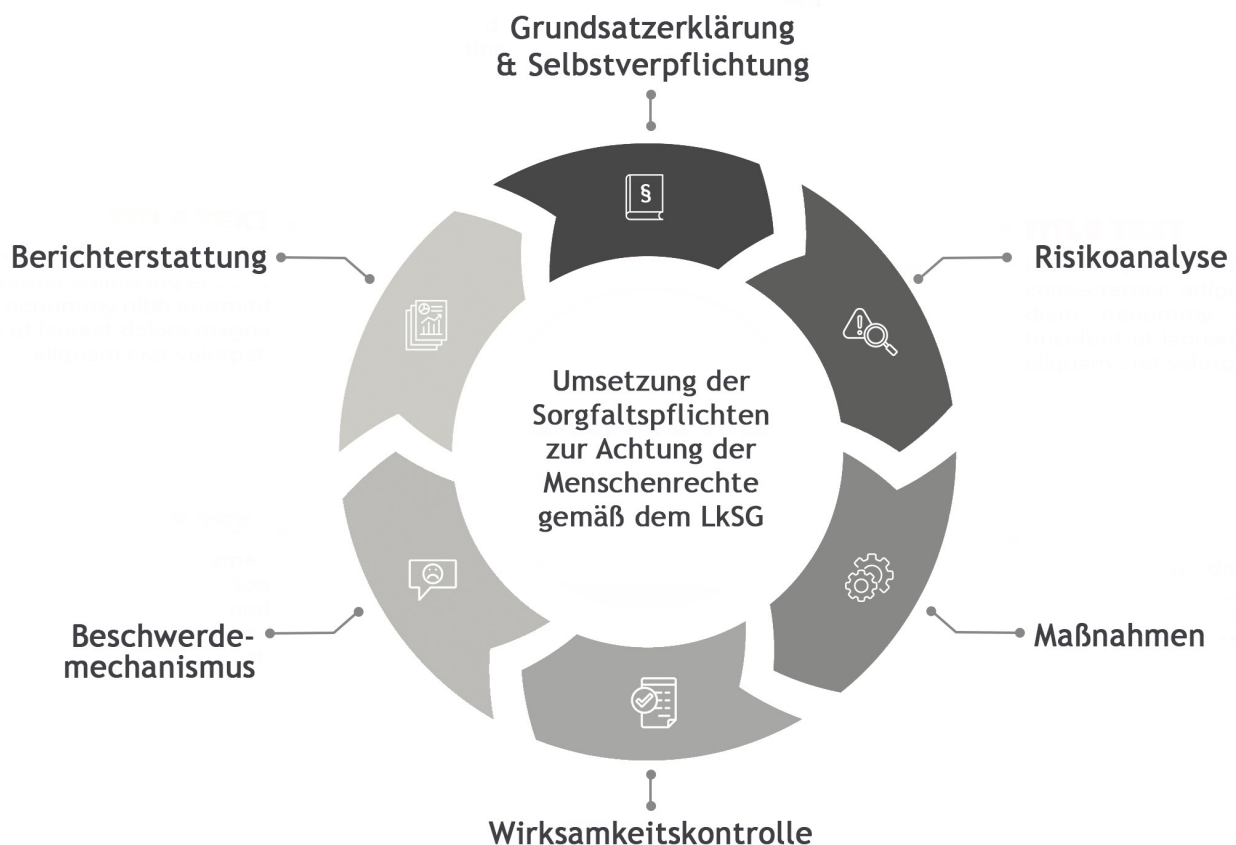 Grundsatzerklärung
& Selbstverpflichtung
§
Risikoanalyse
Maßnahmen
Wirksamkeitskontrolle
Beschwerde-
mechanismus
Berichterstattung
Umsetzung der
Sorgfaltspflichten
zur Achtung der
Menschenrechte
gemäß dem LkSG